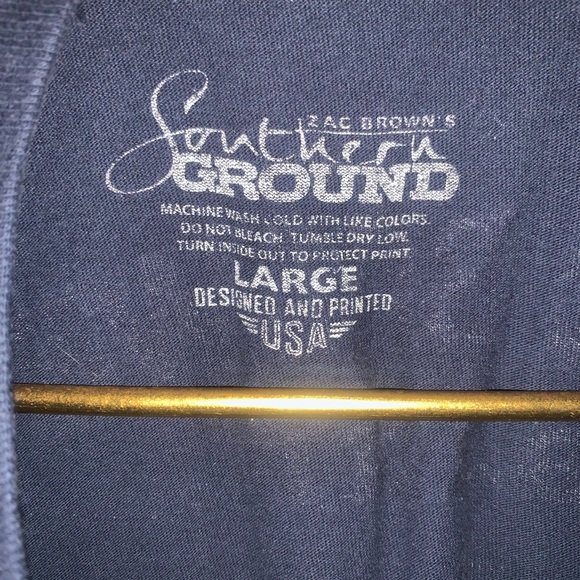 ZAC BROWN'S
Southern
GROUND
MACHINE WASH COLD WITH LIKE COLORS.
DO NOT BLEACH. TUMBLE DRY LOW.
TURN INSIDE OUT TO PROTECT PRINT.
LARGE
DESIGNED AND PRINTED
USA